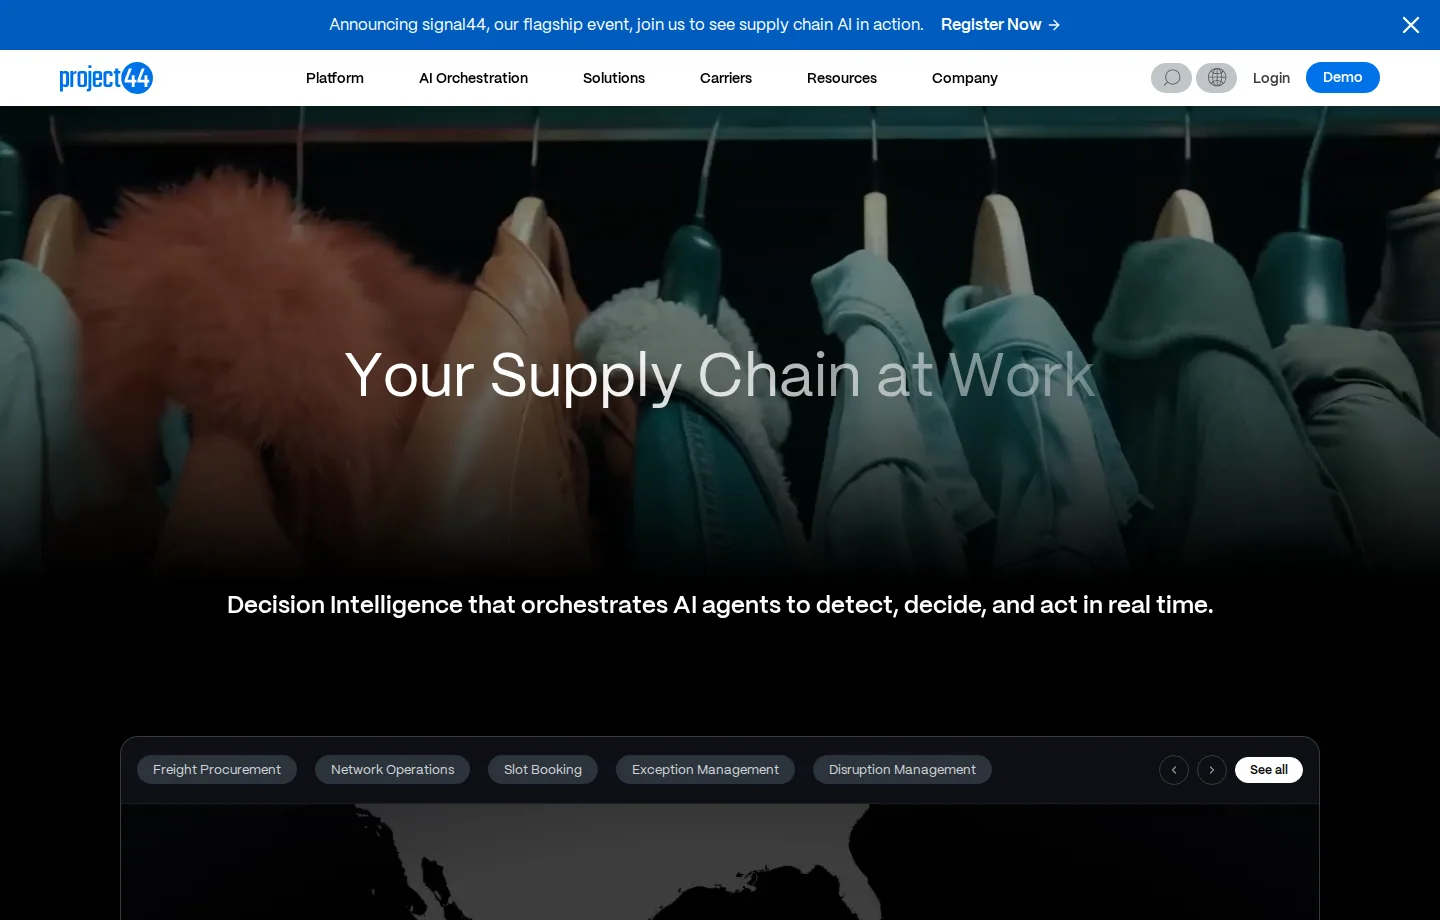 Announcing signal44, our flagship event, join us to see supply chain AI in action. Register Now →
project44
Platform
AI Orchestration
Solutions
Carriers
Resources
Company
Login
Demo
Your Supply Chain at Work
Decision Intelligence that orchestrates AI agents to detect, decide, and act in real time.
Freight Procurement
Network Operations
Slot Booking
Exception Management
Disruption Management
See all